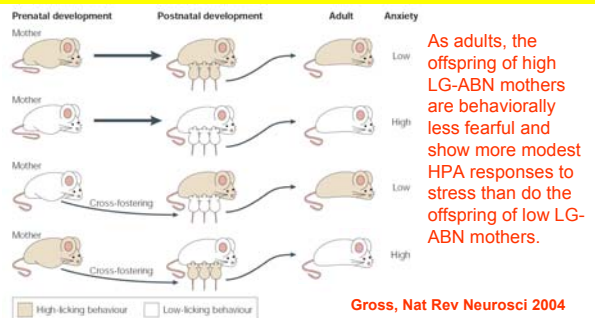 Prenatal development Postnatal development Adult Anxiety
Mother
Low
Mother
High
Mother
Cross-fostering
Low
Mother
Cross-fostering
High
High-licking behaviour Low-licking behaviour
As adults, the
offspring of high
LG-ABN mothers
are behaviorally
less fearful and
show more modest
HPA responses to
stress than do the
offspring of low LG-
ABN mothers.
Gross, Nat Rev Neurosci 2004